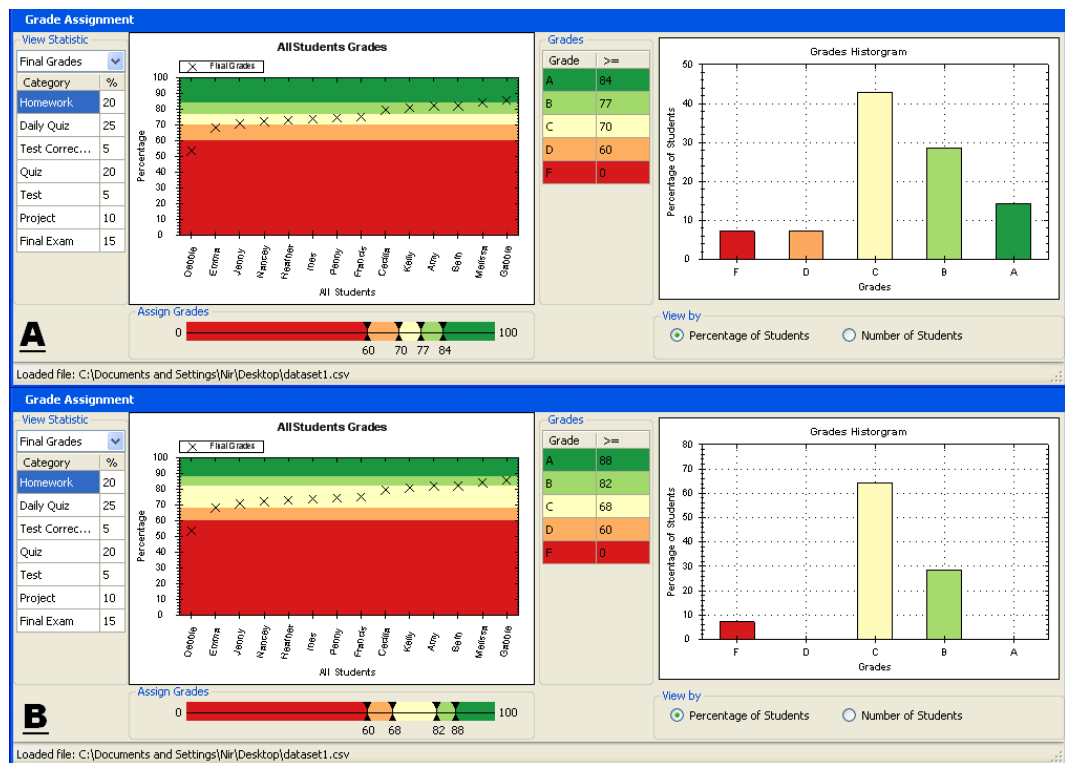 Grade Assignment
View Statistic
Final Grades
Category %
Homework 20
Daily Quiz 25
Test Correc... 5
Quiz 20
Test 5
Project 10
Final Exam 15
All Students Grades
Final Grades
100
90
80
70
60
50
40
30
20
10
0
Percentage
Debbie Emma Jenny Nancey Heather Ines Penny Francis Cecilia Kelly Amy Beth Melissa Gabbie
All Students
Grades
Grade >=
A 84
B 77
C 70
D 60
F 0
Grades Historgram
50
40
30
20
10
0
Percentage of Students
F D C B A
Grades
Assign Grades
0 100
60 70 77 84
View by
Percentage of Students Number of Students
A
Loaded file: C:\Documents and Settings\Nir\Desktop\dataset1.csv
Grade Assignment
View Statistic
Final Grades
Category %
Homework 20
Daily Quiz 25
Test Correc... 5
Quiz 20
Test 5
Project 10
Final Exam 15
All Students Grades
Final Grades
100
90
80
70
60
50
40
30
20
10
0
Percentage
Debbie Emma Jenny Nancey Heather Ines Penny Francis Cecilia Kelly Amy Beth Melissa Gabbie
All Students
Grades
Grade >=
A 88
B 82
C 68
D 60
F 0
Grades Historgram
80
70
60
50
40
30
20
10
0
Percentage of Students
F D C B A
Grades
Assign Grades
0 100
60 68 82 88
View by
Percentage of Students Number of Students
B
Loaded file: C:\Documents and Settings\Nir\Desktop\dataset1.csv